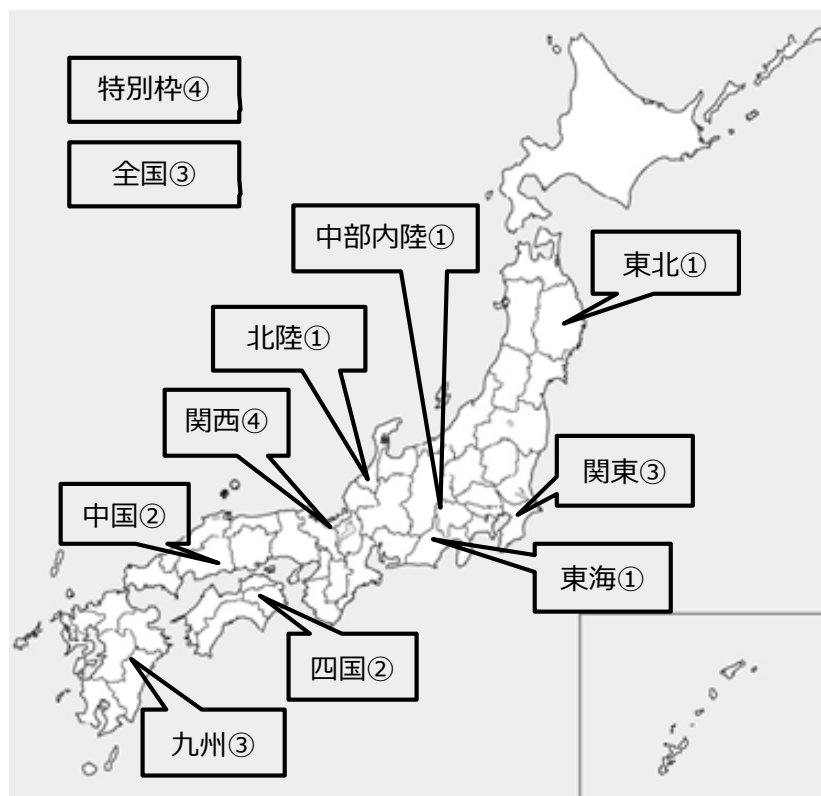 特別枠④
全国③
中部内陸①
東北①
北陸①
関西④
関東③
中国②
東海①
四国②
九州③